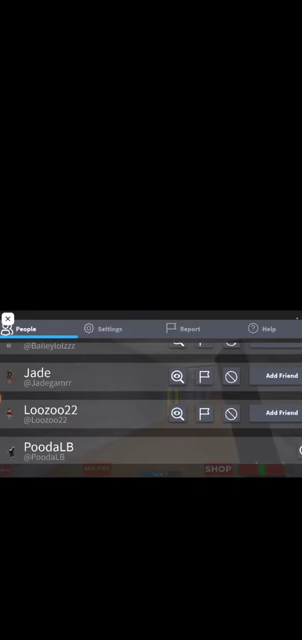 People Settings Report Help
@Baileylolzzz
Jade
@Jadegamrr
Add Friend
Loozoo22
@Loozoo22
Add Friend
PoodaLB
@PoodaLB
SHOP